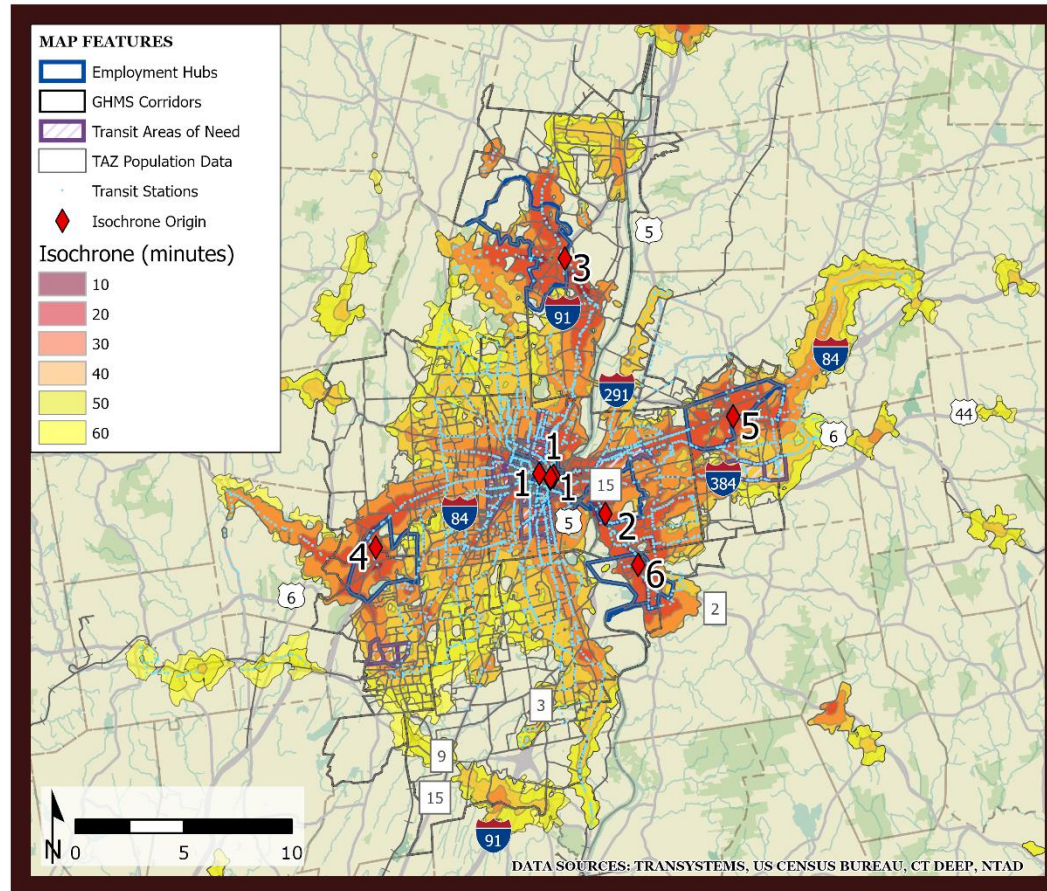 MAP FEATURES
Employment Hubs
GHMS Corridors
Transit Areas of Need
TAZ Population Data
Transit Stations
Isochrone Origin
Isochrone (minutes)
10
20
30
40
50
60
5
3
91
84
291
44
5
6
1
384
1
1
15
84
5
2
4
6
6
2
3
9
15
91
N
0 5 10
DATA SOURCES: TRANSYSTEMS, US CENSUS BUREAU, CT DEEP, NTAD